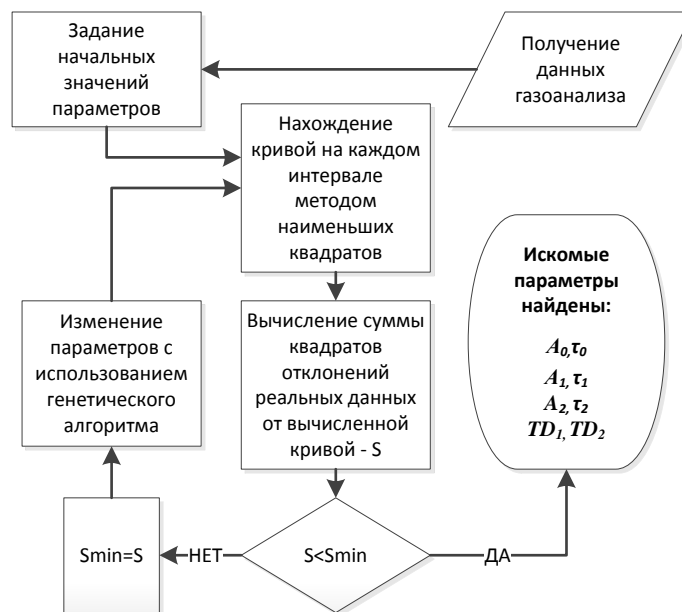 Задание
начальных
значений
параметров
Получение
данных
газоанализа
Нахождение
кривой на каждом
интервале
методом
наименьших
квадратов
Изменение
параметров с
использованием
генетического
алгоритма
Вычисление суммы
квадратов
отклонений
реальных данных
от вычисленной
кривой - S
Искомые
параметры
найдены:
A₀,τ₀
A₁,τ₁
A₂,τ₂
TD₁,TD₂
Smin=S
НЕТ
S<Smin
ДА